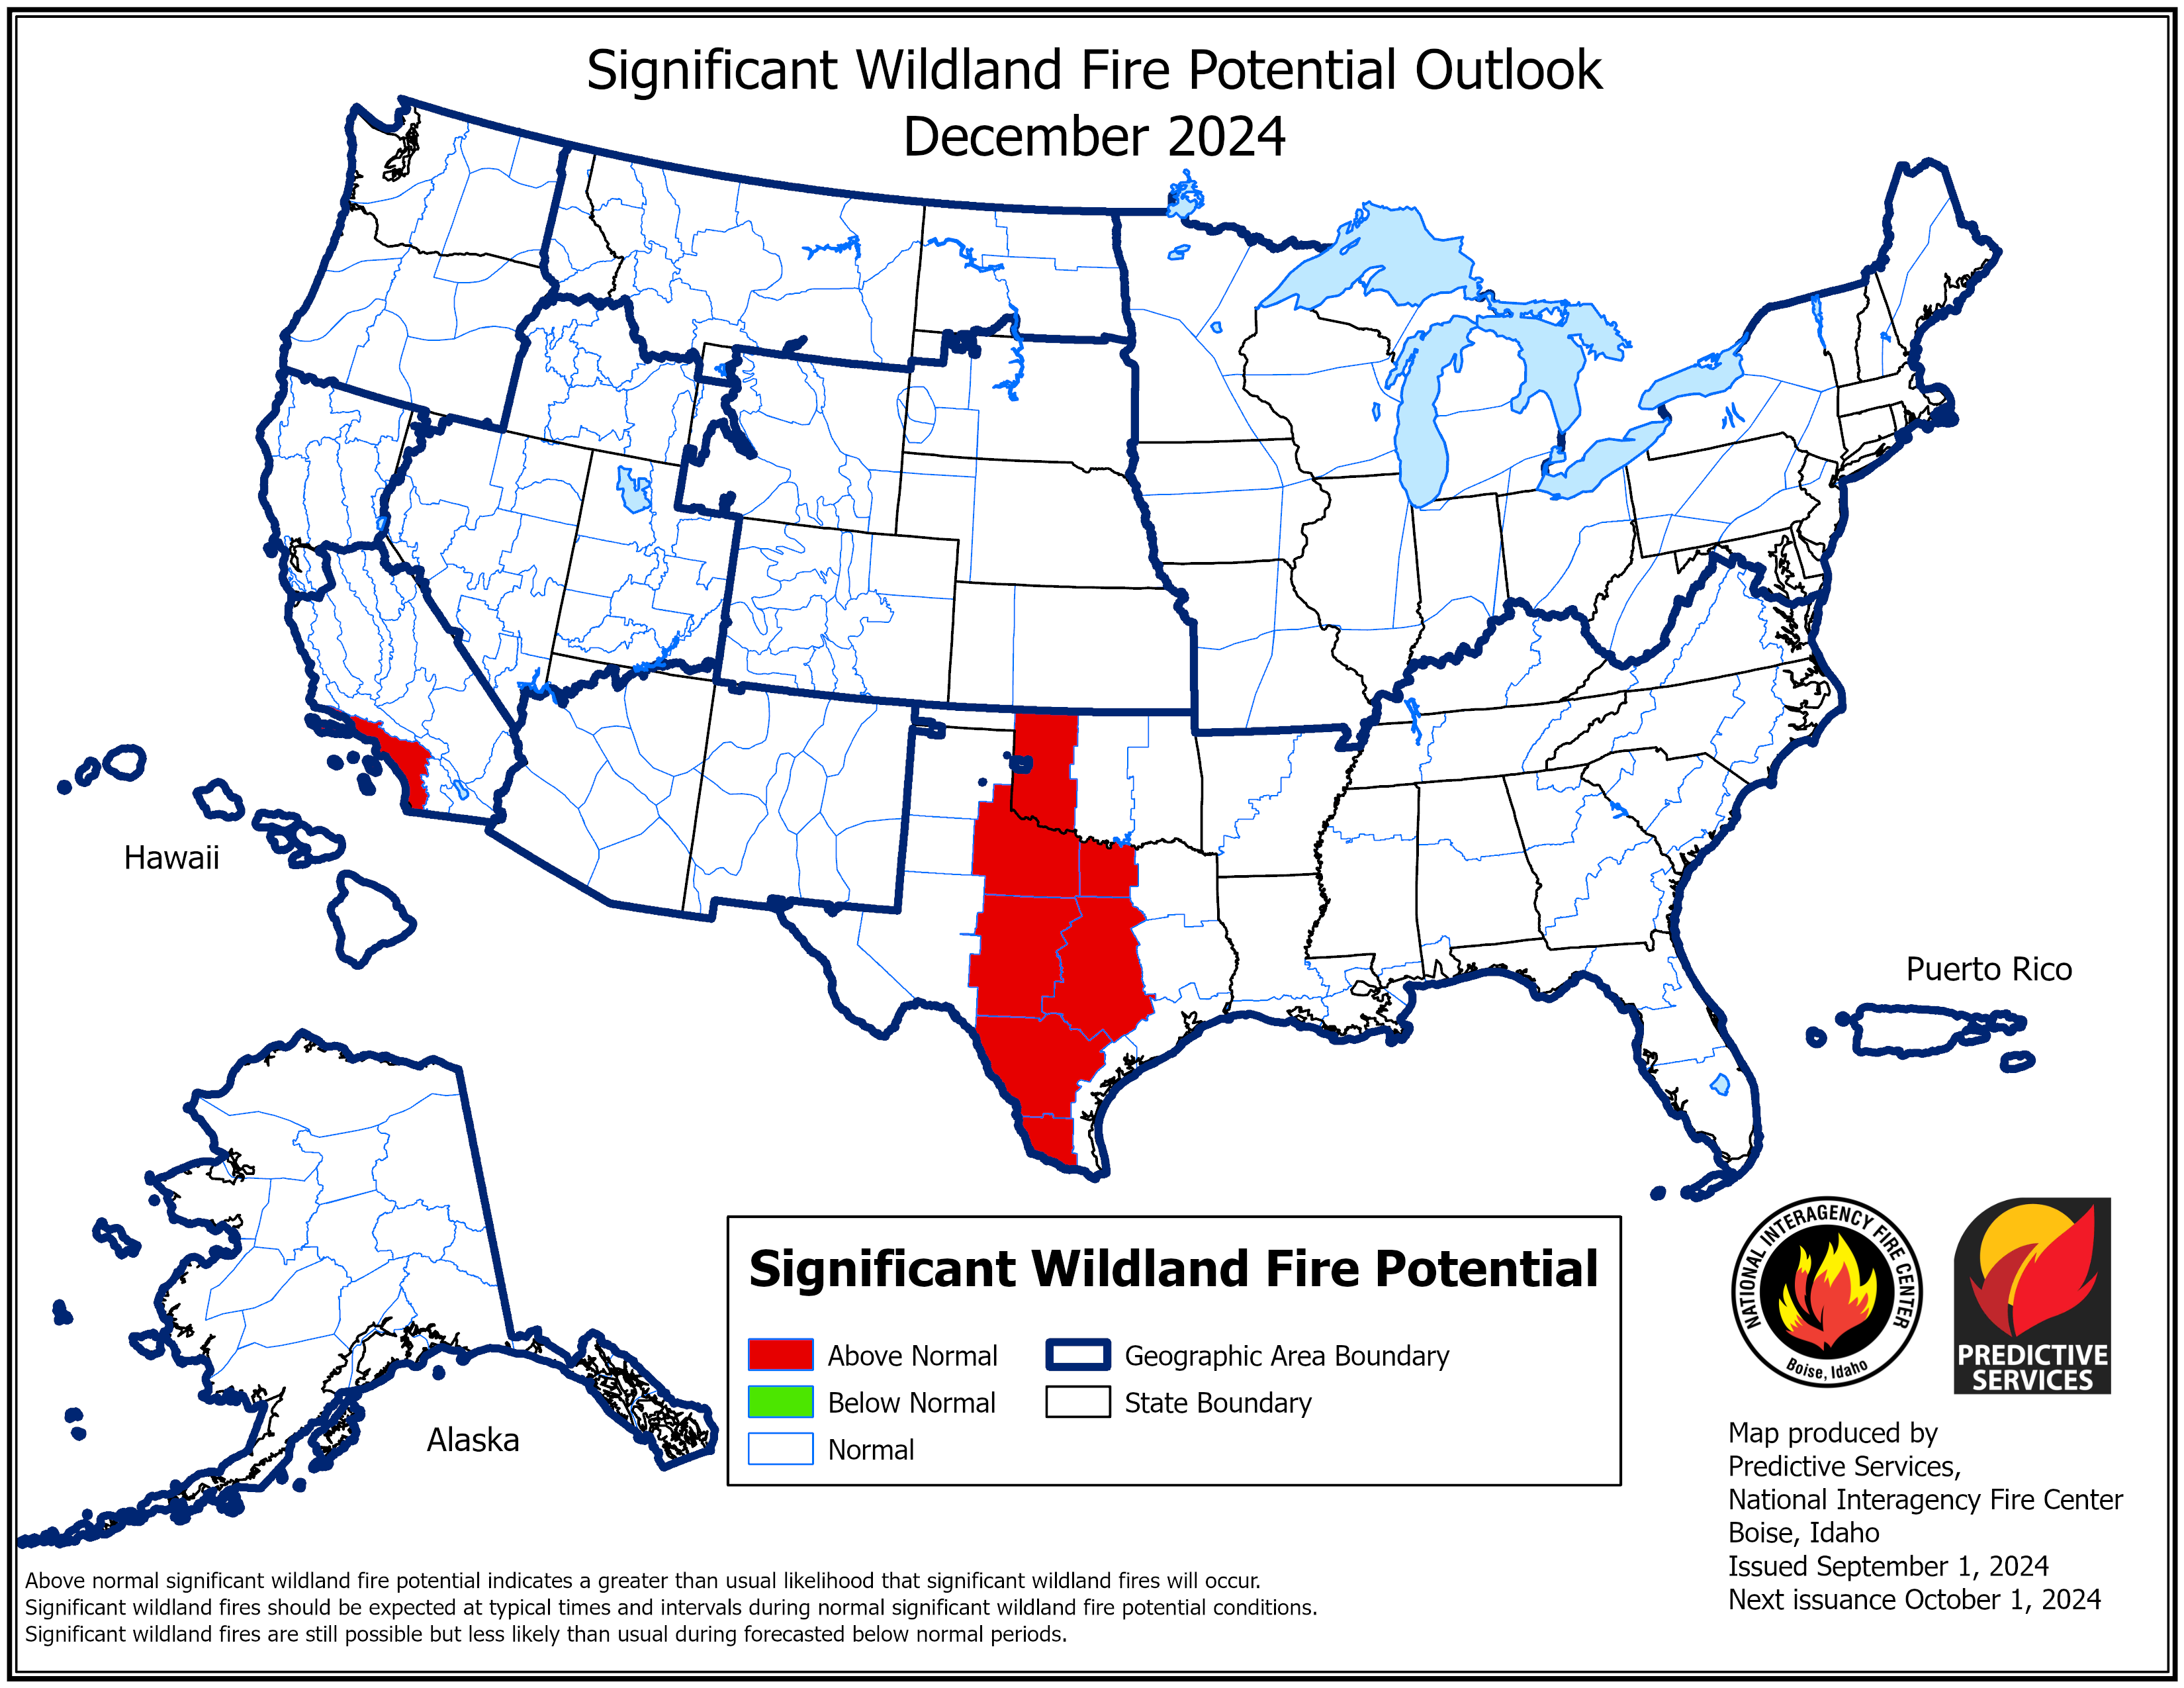 Significant Wildland Fire Potential Outlook
December 2024
Hawaii
Puerto Rico
Alaska
Significant Wildland Fire Potential
Above Normal
Geographic Area Boundary
Below Normal
State Boundary
Normal
NATIONAL INTERAGENCY FIRE CENTER
Boise, Idaho
PREDICTIVE
SERVICES
Map produced by
Predictive Services,
National Interagency Fire Center
Boise, Idaho
Issued September 1, 2024
Next issuance October 1, 2024
Above normal significant wildland fire potential indicates a greater than usual likelihood that significant wildland fires will occur.
Significant wildland fires should be expected at typical times and intervals during normal significant wildland fire potential conditions.
Significant wildland fires are still possible but less likely than usual during forecasted below normal periods.